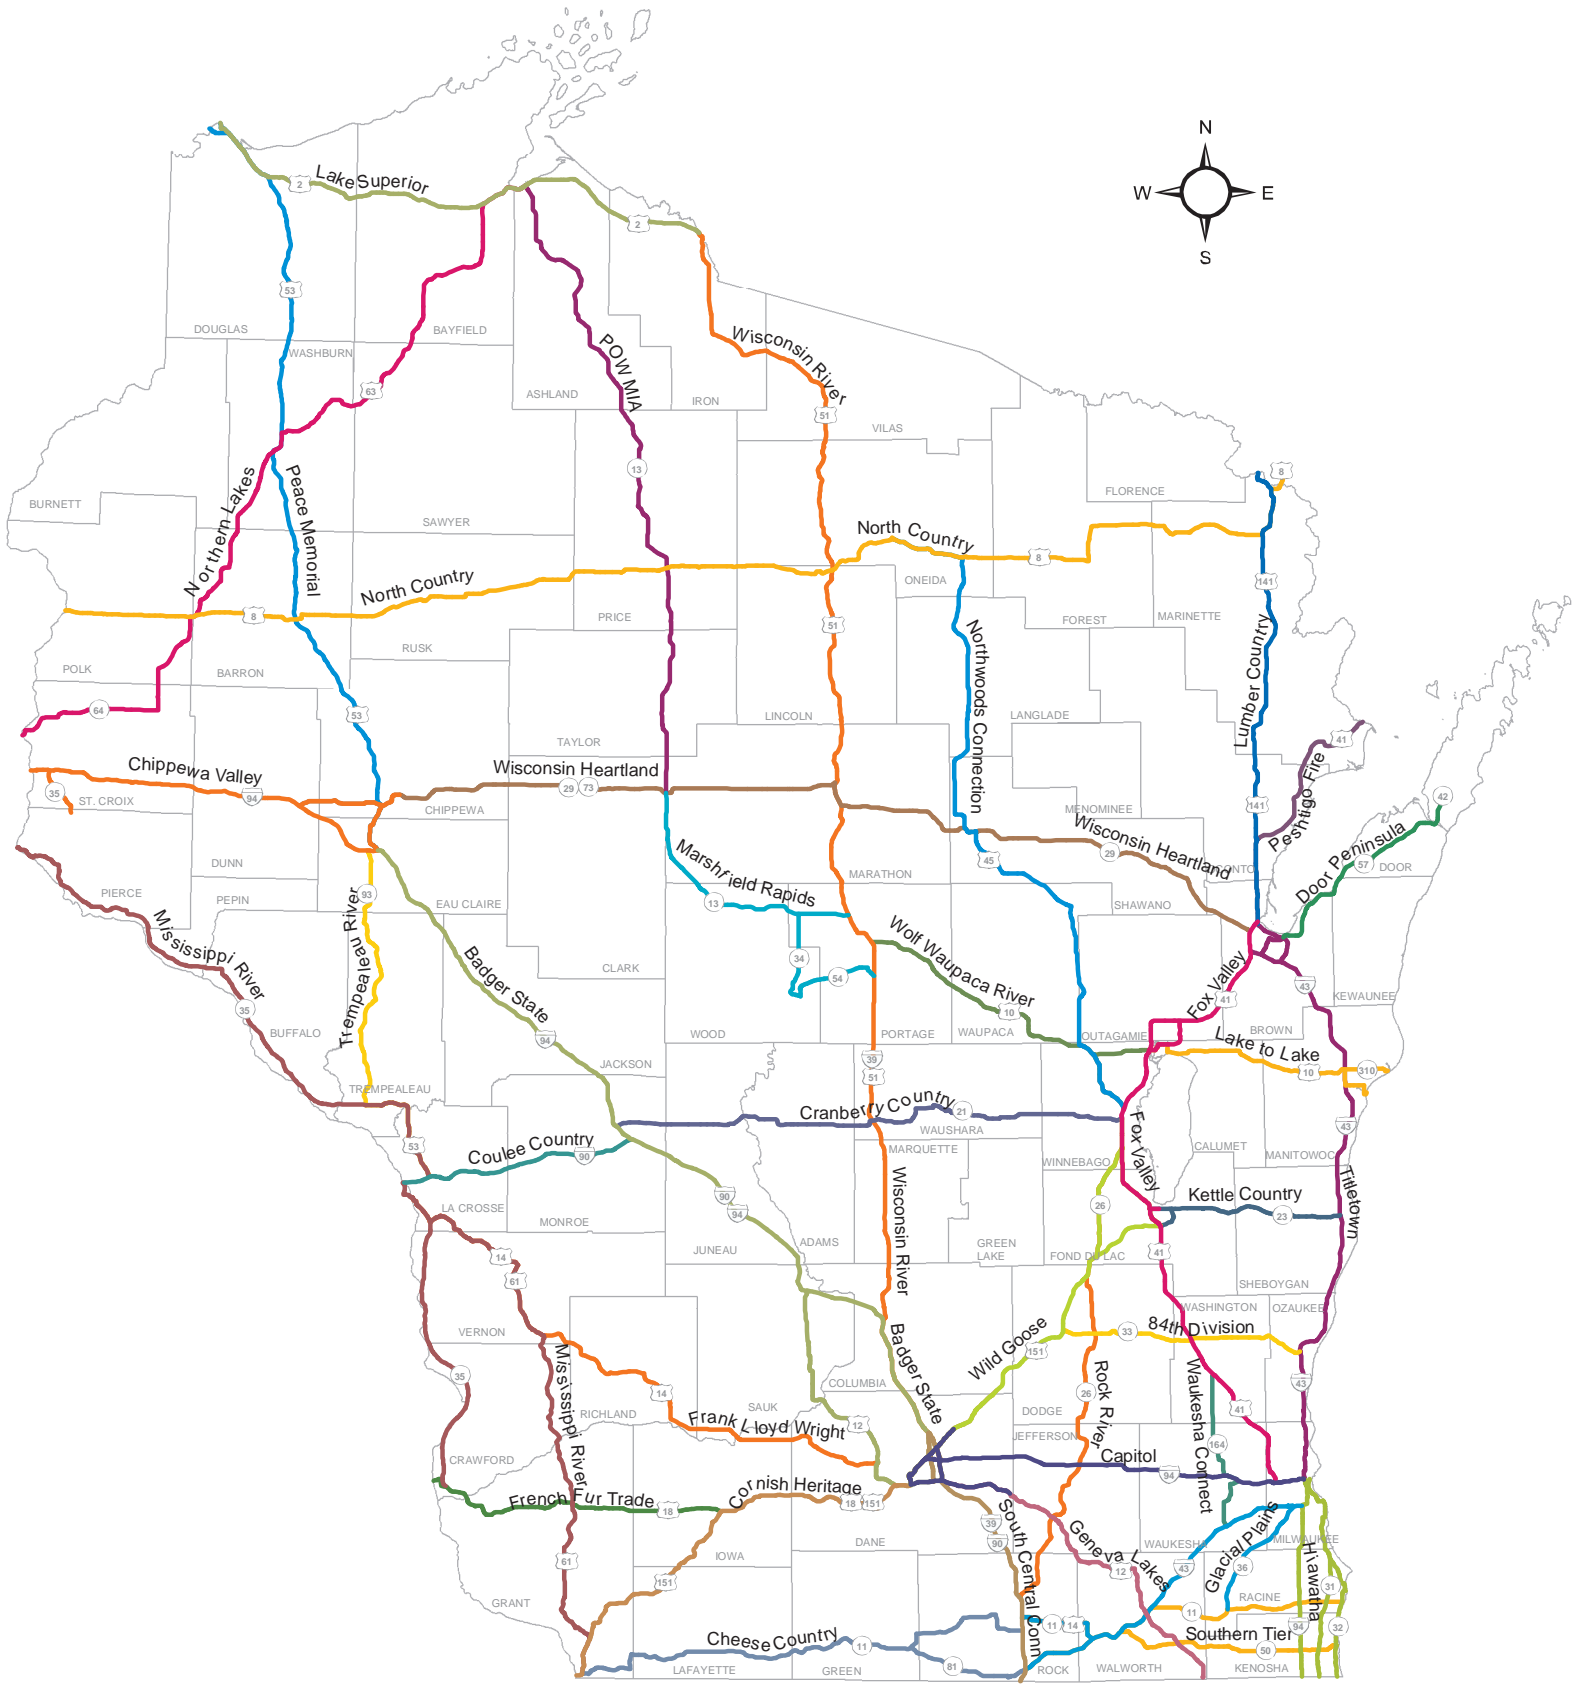 N
W
E
S
Lake Superior
2
2
53
DOUGLAS
BAYFIELD
WASHBURN
63
ASHLAND
IRON
POW MIA
Wisconsin River
51
VILAS
13
8
BURNETT
Northern Lakes
Peace Memorial
SAWYER
FLORENCE
North Country
8
North Country
ONEIDA
141
8
PRICE
51
FOREST
MARINETTE
POLK
BARRON
RUSK
Northwoods Connection
Lumber Country
64
53
LINCOLN
LANGLADE
TAYLOR
41
Chippewa Valley
Wisconsin Heartland
35
94
ST. CROIX
29
73
CHIPPEWA
MENOMINEE
141
42
Peshtigo Fire
Wisconsin Heartland
29
45
Door Peninsula
57
DOOR
DUNN
Marshfield Rapids
MARATHON
OCONTO
PIERCE
PEPIN
93
EAU CLAIRE
13
SHAWANO
Mississippi River
Trempealean River
Badger State
Wolf Waupaca River
CLARK
34
54
Fox Valley
43
KEWAUNEE
35
41
10
BUFFALO
94
WOOD
PORTAGE
WAUPACA
OUTAGAMIE
BROWN
Lake to Lake
JACKSON
39
51
10
310
TREMPEALEAU
Cranberry Country
21
WAUSHARA
43
53
Coulee Country
90
MARQUETTE
WINNEBAGO
Fox Valley
CALUMET
MANITOWOC
Titletown
90
94
Wisconsin River
26
Kettle Country
23
LA CROSSE
MONROE
14
61
JUNEAU
ADAMS
GREEN
LAKE
FOND DU LAC
41
SHEBOYGAN
WASHINGTON
OZAUKEE
VERNON
Badger State
Wild Goose
151
33
84th Division
35
Mississippi River
14
COLUMBIA
26
Rock River
Waukesha Connect
43
41
RICHLAND
SAUK
12
Frank Lloyd Wright
DODGE
JEFFERSON
164
CRAWFORD
Capitol
94
French Fur Trade
18
Cornish Heritage
18
151
39
90
South Central Conn
Geneva Lakes
DANE
WAUKESHA
Glacial Plains
MILWAUKEE
IOWA
61
151
12
43
36
Hiawatha
31
GRANT
RACINE
11
14
11
94
32
Cheese Country
11
Southern Tier
50
LAFAYETTE
GREEN
81
ROCK
WALWORTH
KENOSHA